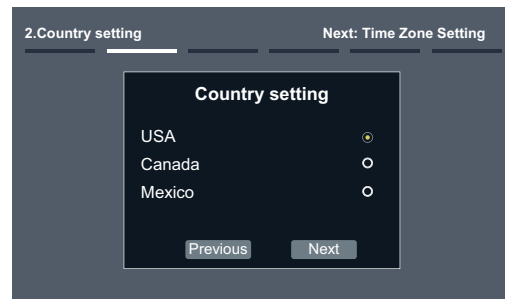 2.Country setting
Next: Time Zone Setting
Country setting
USA
Canada
Mexico
Previous
Next